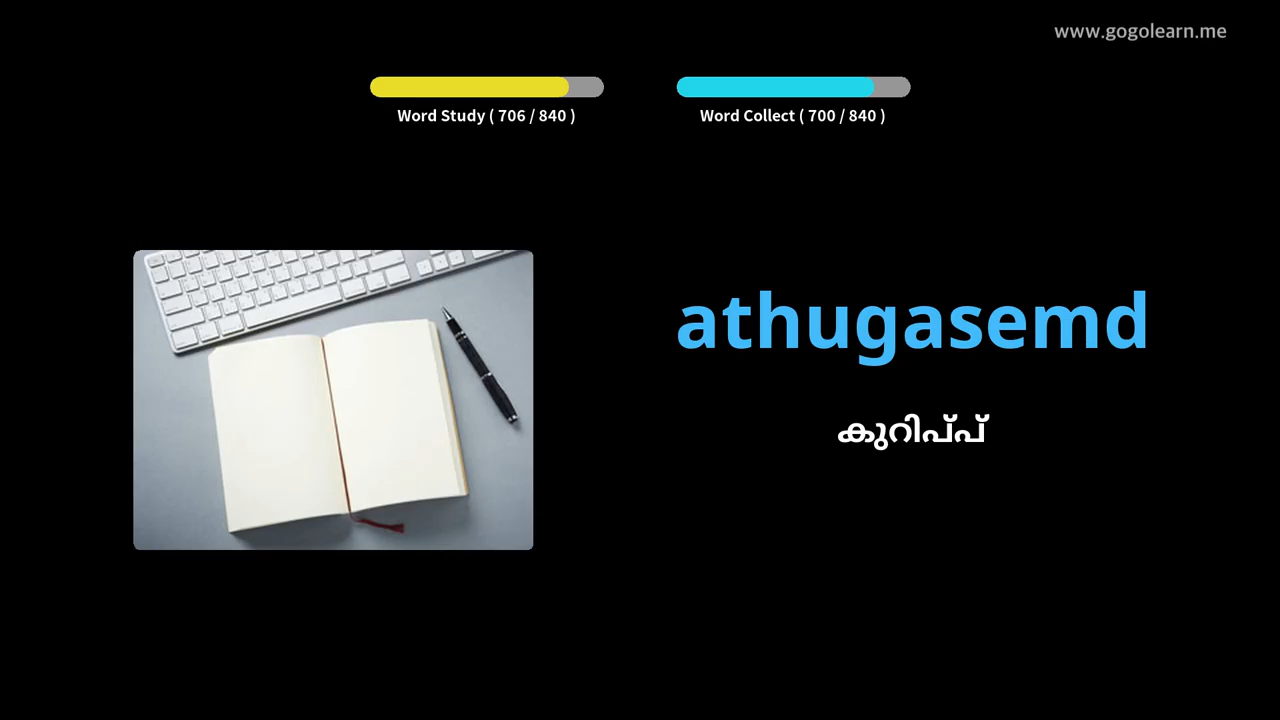 www.gogolearn.me
Word Study ( 706 / 840 )
Word Collect ( 700 / 840 )
athugasemd
കുറിപ്പ്